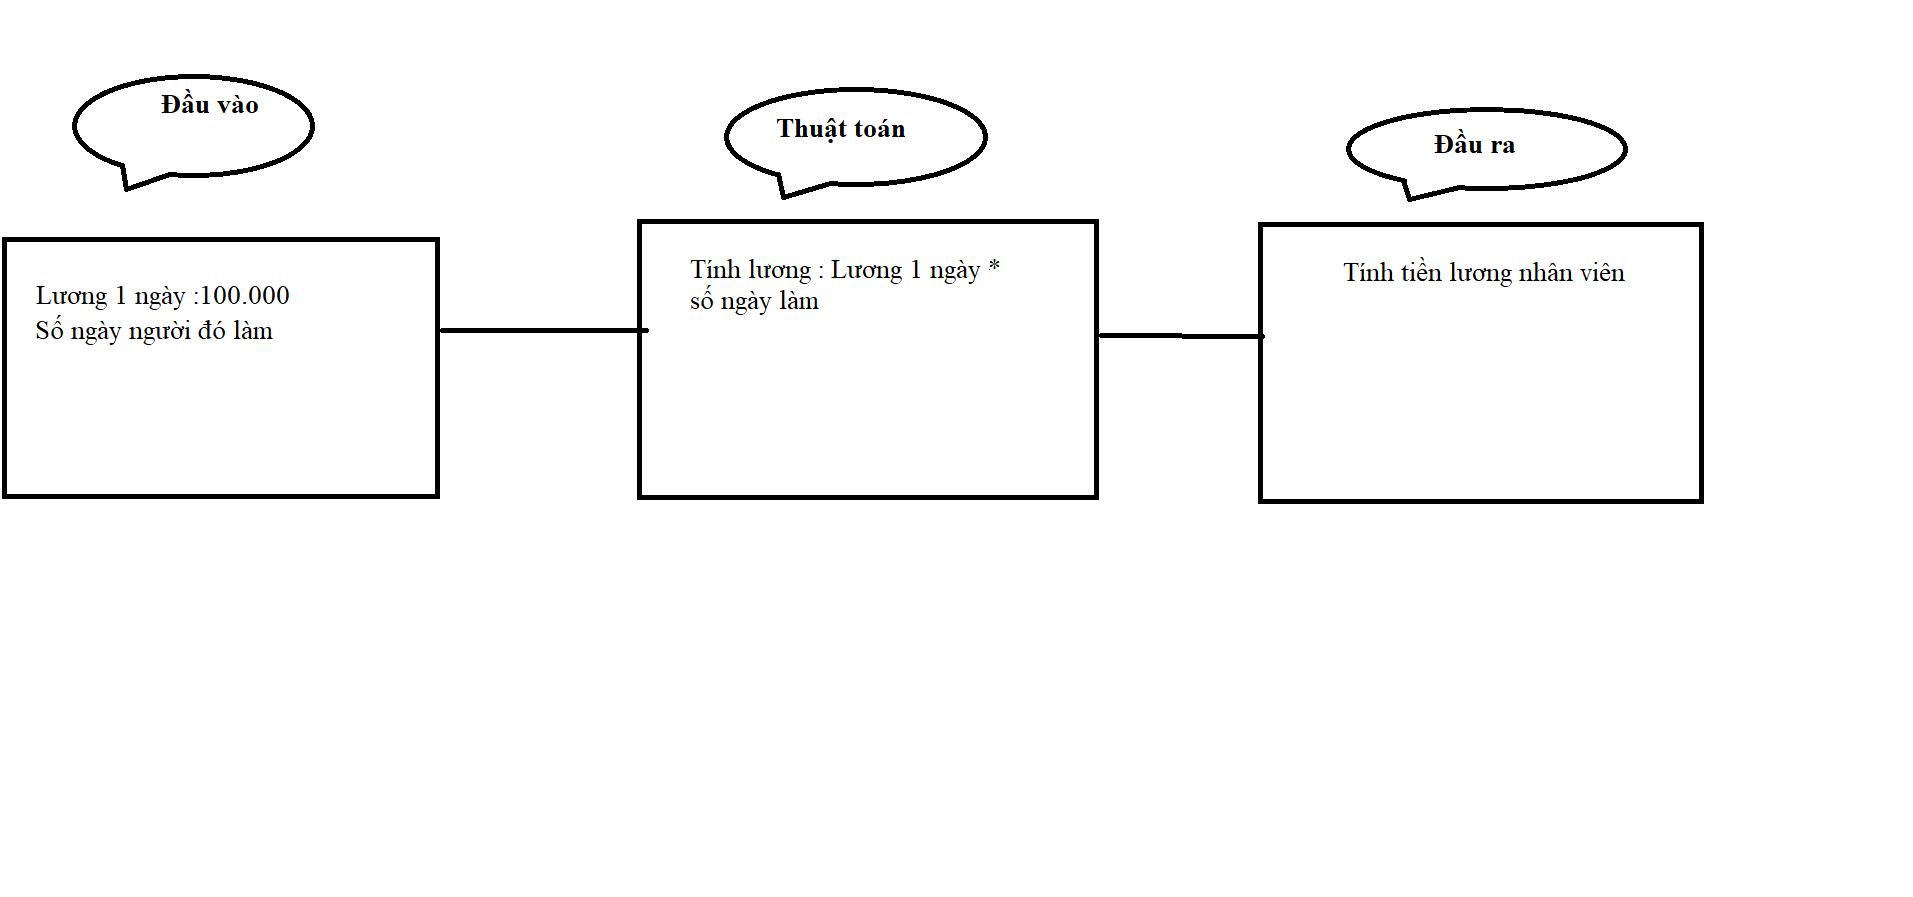 Đầu vào
Thuật toán
Đầu ra
Lương 1 ngày :100.000
Số ngày người đó làm
Tính lương : Lương 1 ngày *
số ngày làm
Tính tiền lương nhân viên